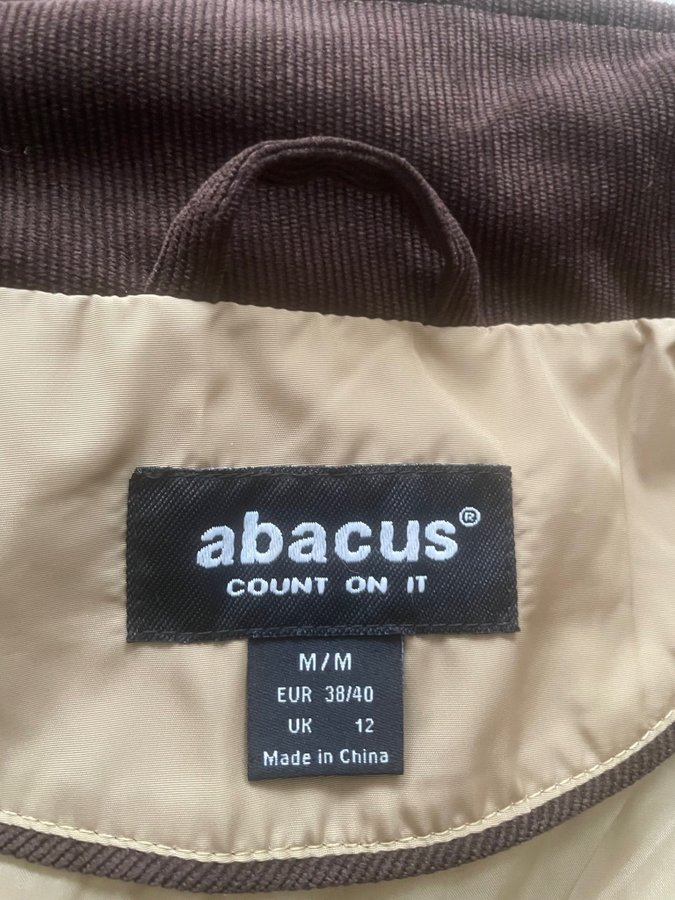 abacus®
COUNT ON IT
M/M
EUR 38/40
UK 12
Made in China